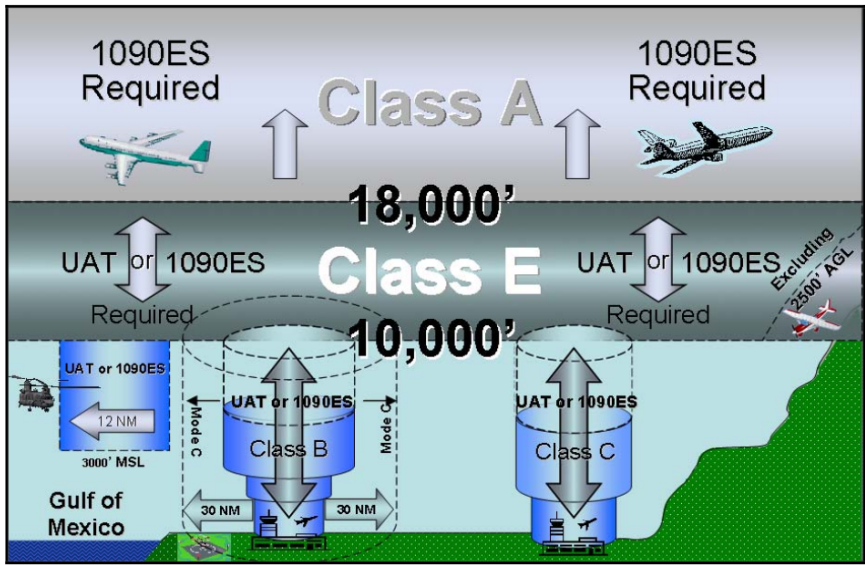 1090ES
Required
Class A
1090ES
Required
18,000’
UAT or 1090ES
Required
Class E
UAT or 1090ES
Required
Excluding
2500’ AGL
10,000’
UAT or 1090ES
12 NM
3000’ MSL
Gulf of
Mexico
UAT or 1090ES
Mode C
Mode C
Class B
30 NM
30 NM
UAT or 1090ES
Class C